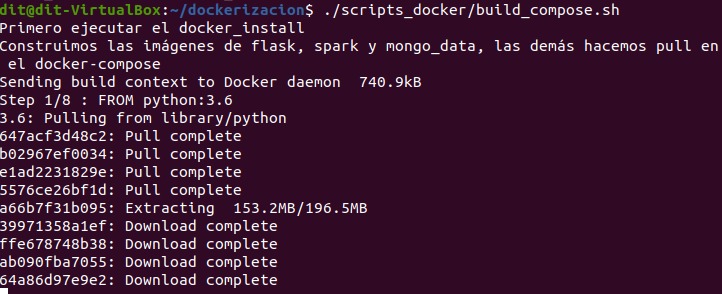 dit@dit-VirtualBox:~/dockerizacion$ ./scripts_docker/build_compose.sh
Primero ejecutar el docker_install
Construimos las imágenes de flask, spark y mongo_data, las demás hacemos pull en
 el docker-compose
Sending build context to Docker daemon  740.9kB
Step 1/8 : FROM python:3.6
3.6: Pulling from library/python
647acf3d48c2: Pull complete
b02967ef0034: Pull complete
e1ad2231829e: Pull complete
5576ce26bf1d: Pull complete
a66b7f31b095: Extracting  153.2MB/196.5MB
39971358a1ef: Download complete
ffe678748b38: Download complete
ab090fba7055: Download complete
64a86d97e9e2: Download complete